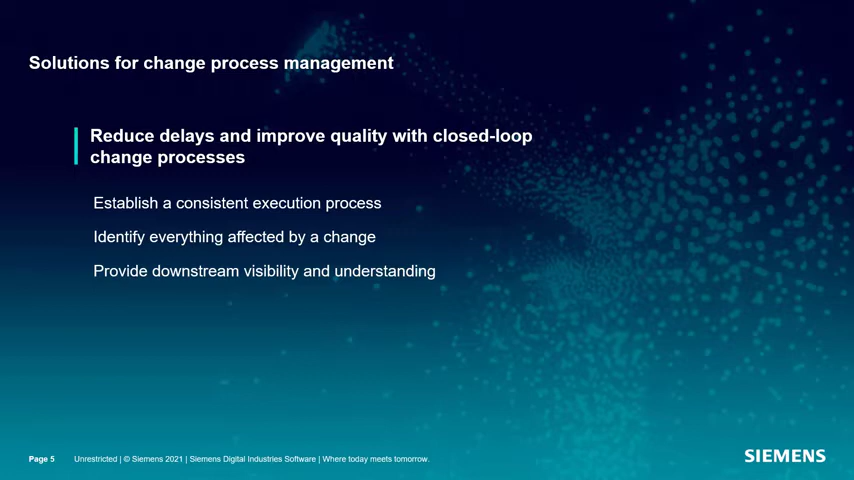 Solutions for change process management
Reduce delays and improve quality with closed-loop
change processes
Establish a consistent execution process
Identify everything affected by a change
Provide downstream visibility and understanding
Page 5 Unrestricted | © Siemens 2021 | Siemens Digital Industries Software | Where today meets tomorrow.
SIEMENS